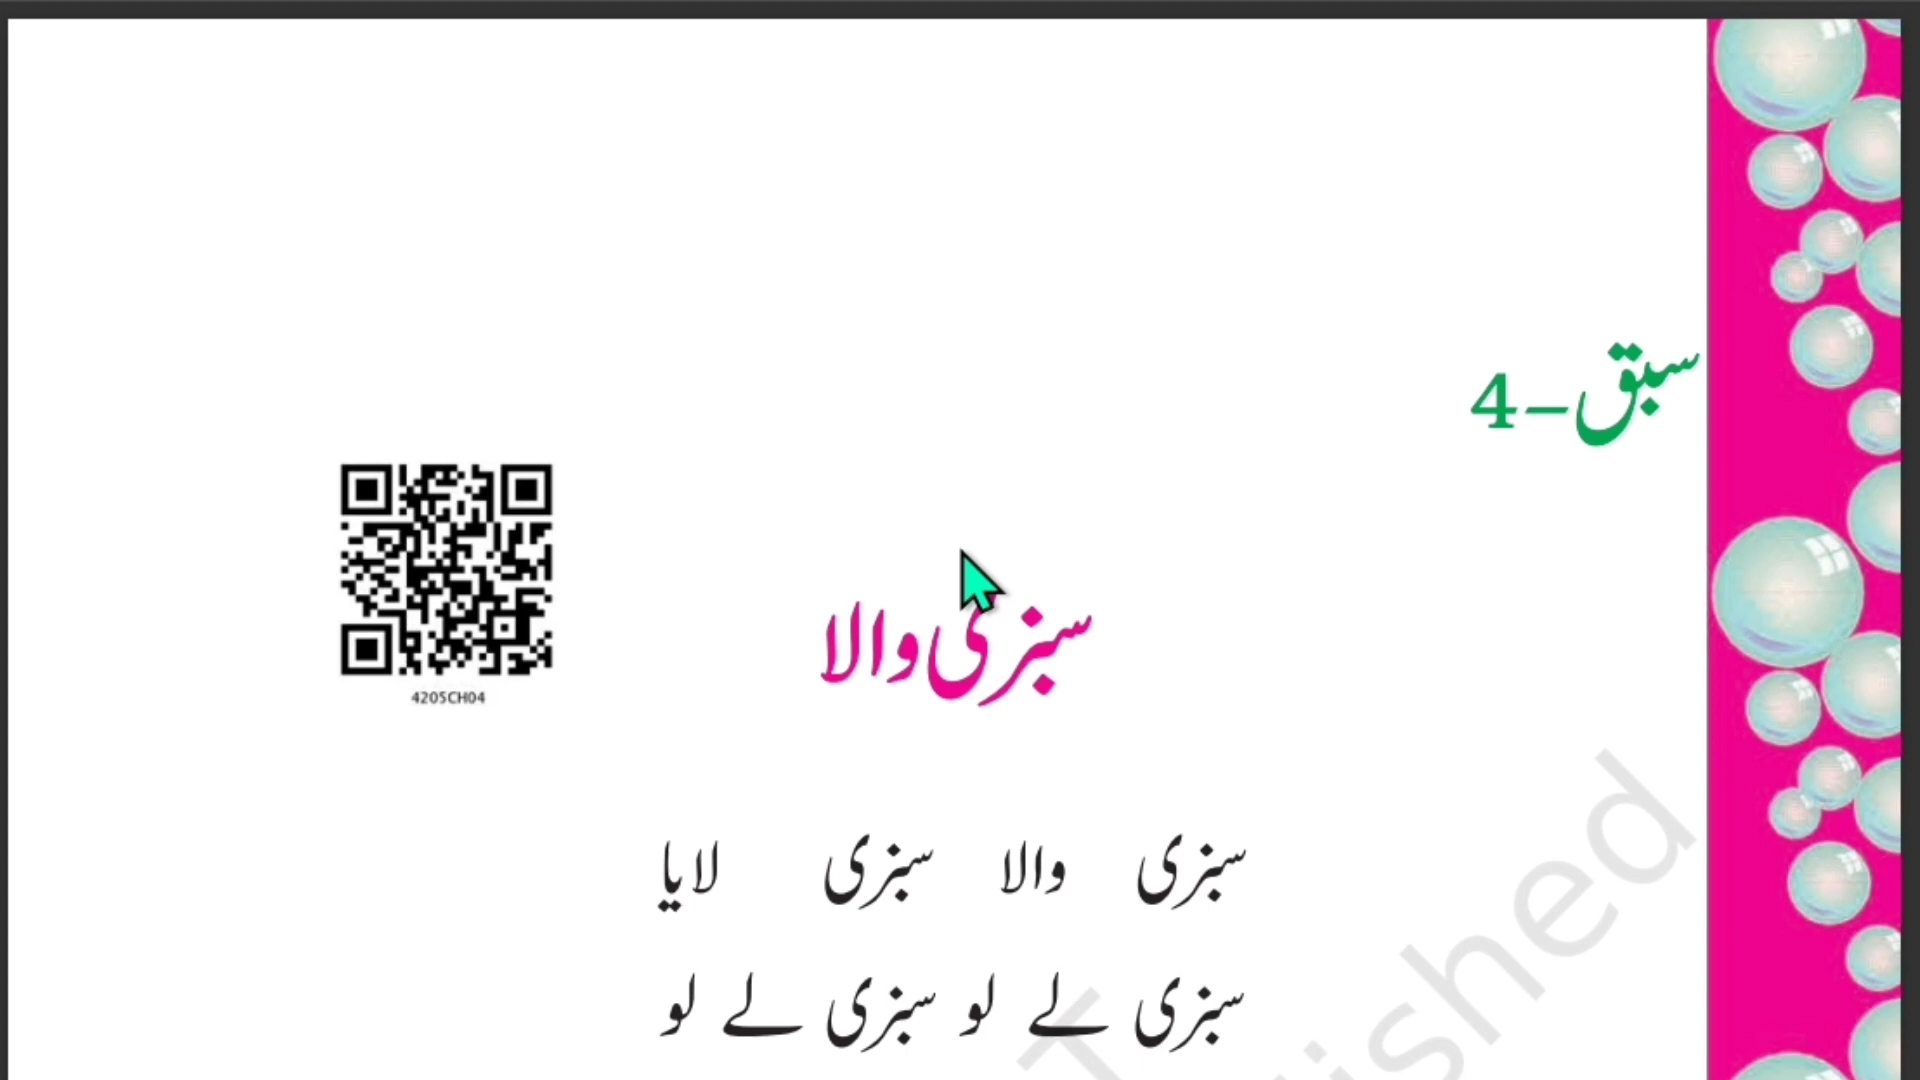 سبق–4
سبزی والا
4205CH04
سبزی والا سبزی لایا
سبزی لے لو سبزی لے لو